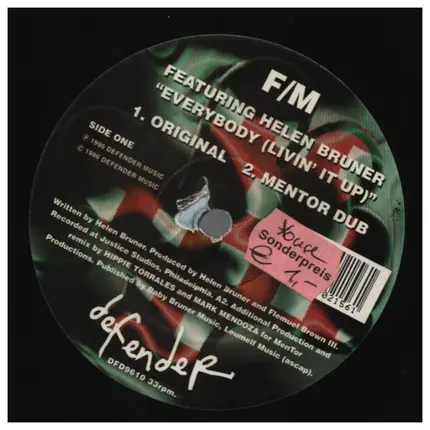 F/M
FEATURING HELEN BRUNER
"EVERYBODY (LIVIN' IT UP)"
1. ORIGINAL 2. MENTOR DUB
SIDE ONE
℗ 1996 DEFENDER MUSIC
© 1996 DEFENDER MUSIC
Sonderpreis
€ 1,-
021561
Written by Helen Bruner. Produced by Helen Bruner and Flemuel Brown III.
Recorded at Justice Studios, Philadelphia, A2. Additional Production and
remix by HIPPIE TORRALES and MARK MENDOZA for MenTor
Productions. Published by Baby Bruner Music, Leumelf Music (ascap).
defender
DFD9610 33rpm.